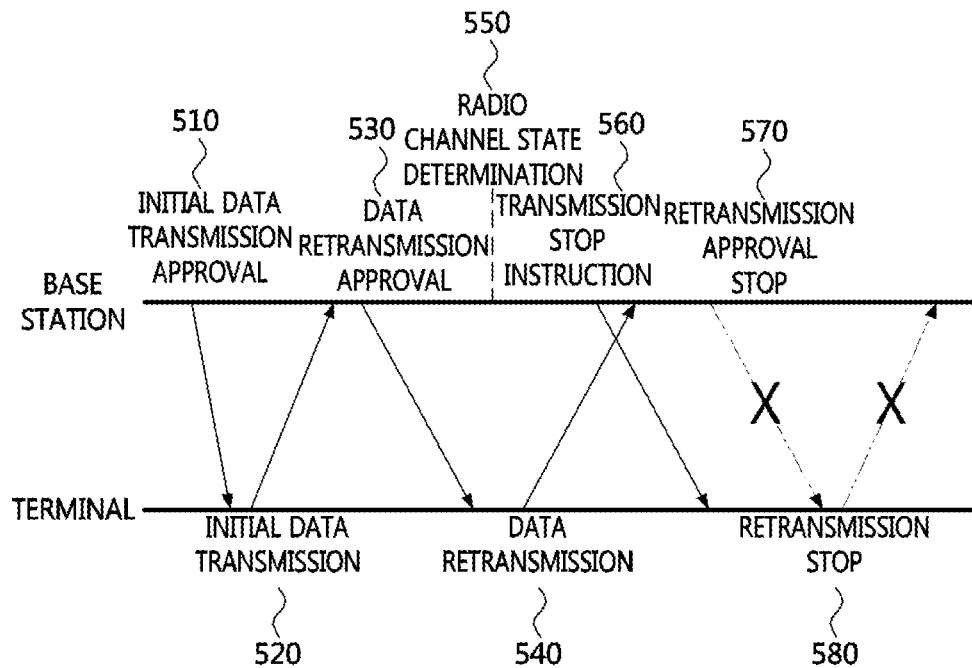 550
RADIO
CHANNEL STATE
DETERMINATION
510
INITIAL DATA
TRANSMISSION
APPROVAL
530
DATA
RETRANSMISSION
APPROVAL
560
TRANSMISSION
STOP
INSTRUCTION
570
RETRANSMISSION
APPROVAL
STOP
BASE
STATION
X
X
TERMINAL
INITIAL DATA
TRANSMISSION
520
DATA
RETRANSMISSION
540
RETRANSMISSION
STOP
580